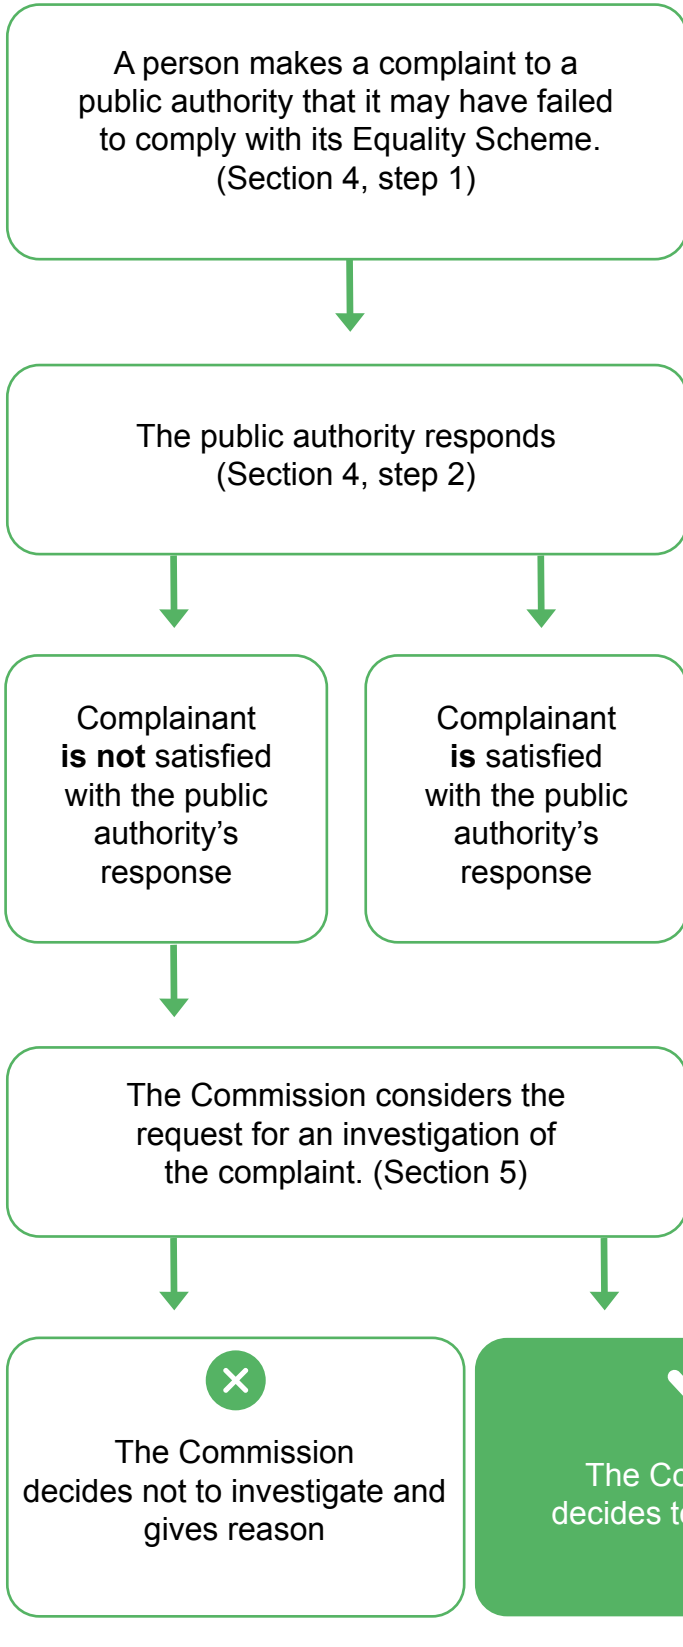 A person makes a complaint to a
public authority that it may have failed
to comply with its Equality Scheme.
(Section 4, step 1)
The public authority responds
(Section 4, step 2)
Complainant
is not satisfied
with the public
authority’s
response
Complainant
is satisfied
with the public
authority’s
response
The Commission considers the
request for an investigation of
the complaint. (Section 5)
The Commission
decides not to investigate and
gives reason
The
decides